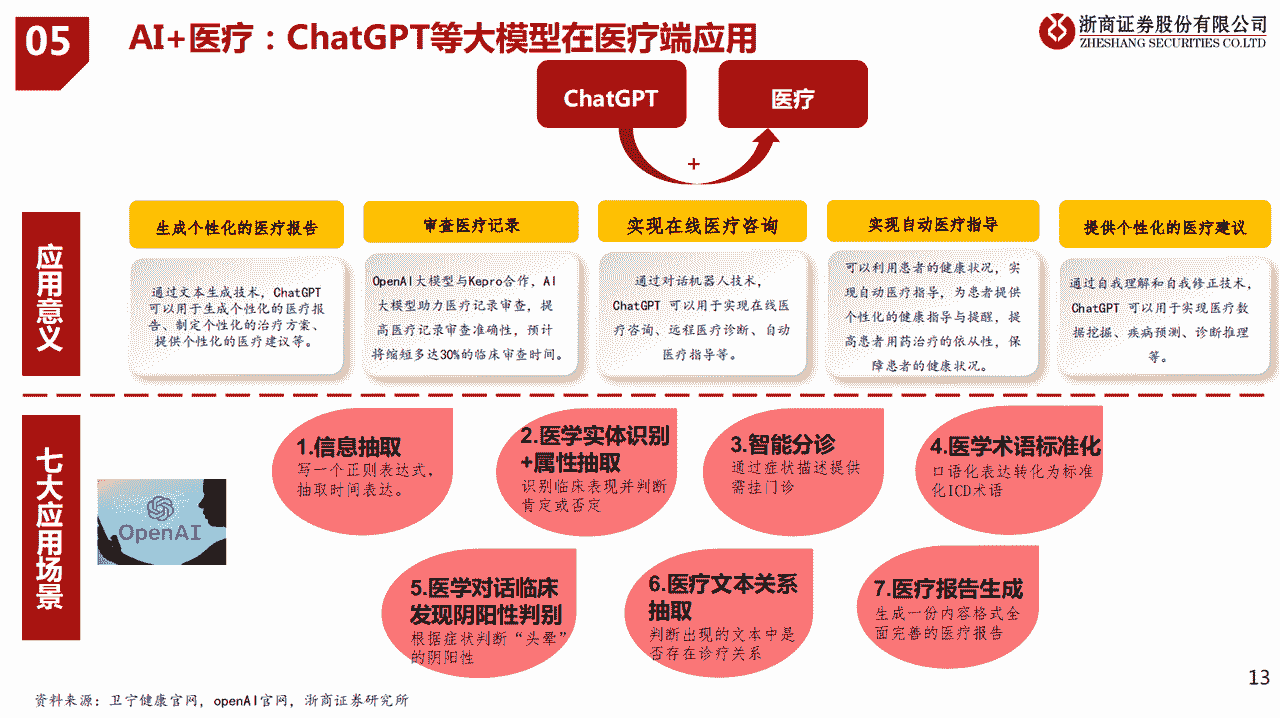 05
AI+医疗：ChatGPT等大模型在医疗端应用
浙商证券股份有限公司
ZHESHANG SECURITIES CO.LTD
ChatGPT
医疗
+
应用意义
生成个性化的医疗报告
通过文本生成技术，ChatGPT
可以用于生成个性化的医疗报
告、制定个性化的治疗方案、
提供个性化的医疗建议等。
审查医疗记录
OpenAI大模型与Kepro合作，AI
大模型助力医疗记录审查，提
高医疗记录审查准确性，预计
将缩短多达30%的临床审查时间。
实现在线医疗咨询
通过对话机器人技术，
ChatGPT 可以用于实现在线医
疗咨询、远程医疗诊断、自动
医疗指导等。
实现自动医疗指导
可以利用患者的健康状况，实
现自动医疗指导，为患者提供
个性化的健康指导与提醒，提
高患者用药治疗的依从性，保
障患者的健康状况。
提供个性化的医疗建议
通过自我理解和自我修正技术，
ChatGPT 可以用于实现医疗数
据挖掘、疾病预测、诊断推理
等。
七大应用场景
OpenAI
1.信息抽取
写一个正则表达式，
抽取时间表达。
2.医学实体识别
+属性抽取
识别临床表现并判断
肯定或否定
3.智能分诊
通过症状描述提供
需挂门诊
4.医学术语标准化
口语化表达转化为标准
化ICD术语
5.医学对话临床
发现阴阳性判别
根据症状判断“头晕”
的阴阳性
6.医疗文本关系
抽取
判断出现的文本中是
否存在诊疗关系
7.医疗报告生成
生成一份内容格式全
面完善的医疗报告
资料来源：卫宁健康官网，openAI官网，浙商证券研究所
13